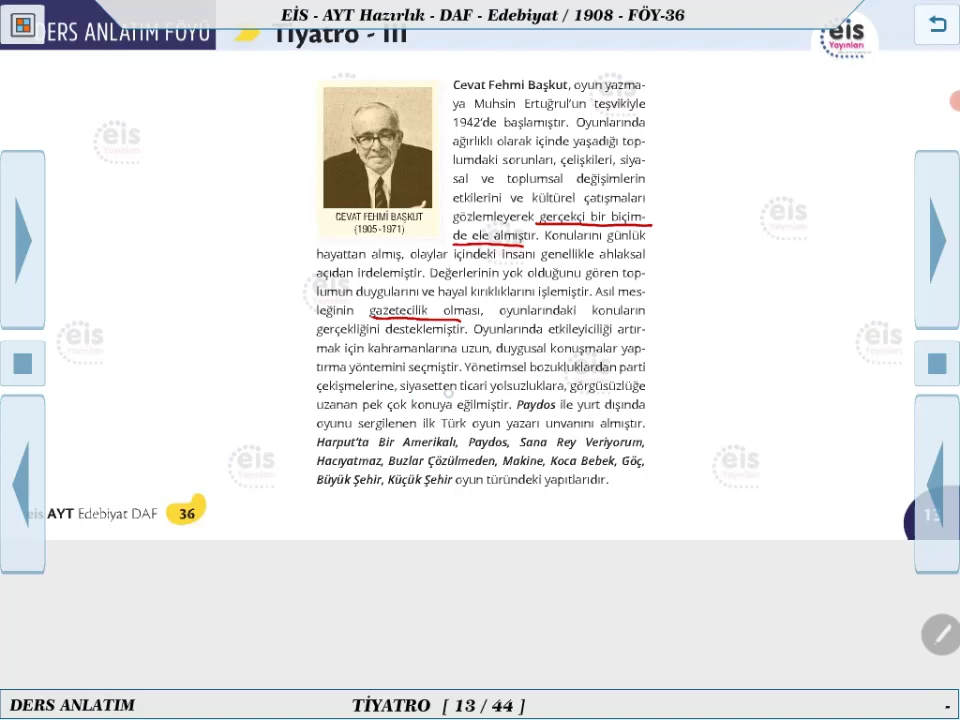 EİS - AYT Hazırlık - DAF - Edebiyat / 1908 - FÖY-36
DERS ANLATIM FÖYÜ
Tiyatro - III
eis
Yayınları
Cevat Fehmi Başkut, oyun yazma-
ya Muhsin Ertuğrul'un teşvikiyle
1942'de başlamıştır. Oyunlarında
ağırlıklı olarak içinde yaşadığı top-
lumdaki sorunları, çelişkileri, siya-
sal ve toplumsal değişimlerin
etkilerini ve kültürel çatışmaları
gözlemleyerek gerçekçi bir biçim-
de ele almıştır. Konularını günlük
CEVAT FEHMİ BAŞKUT
(1905-1971)
hayattan almış, olaylar içindeki insanı genellikle ahlaksal
açıdan irdelemiştir. Değerlerinin yok olduğunu gören top-
lumun duygularını ve hayal kırıklıklarını işlemiştir. Asıl mes-
leğinin gazetecilik olması, oyunlarındaki konuların
gerçekliğini desteklemiştir. Oyunlarında etkileyiciliği artır-
mak için kahramanlarına uzun, duygusal konuşmalar yap-
tırma yöntemini seçmiştir. Yönetimsel bozukluklardan parti
çekişmelerine, siyasetten ticari yolsuzluklara, görgüsüzlüğe
uzanan pek çok konuya eğilmiştir. Paydos ile yurt dışında
oyunu sergilenen ilk Türk oyun yazarı unvanını almıştır.
Harput'ta Bir Amerikalı, Paydos, Sana Rey Veriyorum,
Hacıyatmaz, Buzlar Çözülmeden, Makine, Koca Bebek, Göç,
Büyük Şehir, Küçük Şehir oyun türündeki yapıtlarıdır.
eis AYT Edebiyat DAF 36
13
DERS ANLATIM
TİYATRO [ 13 / 44 ]
-